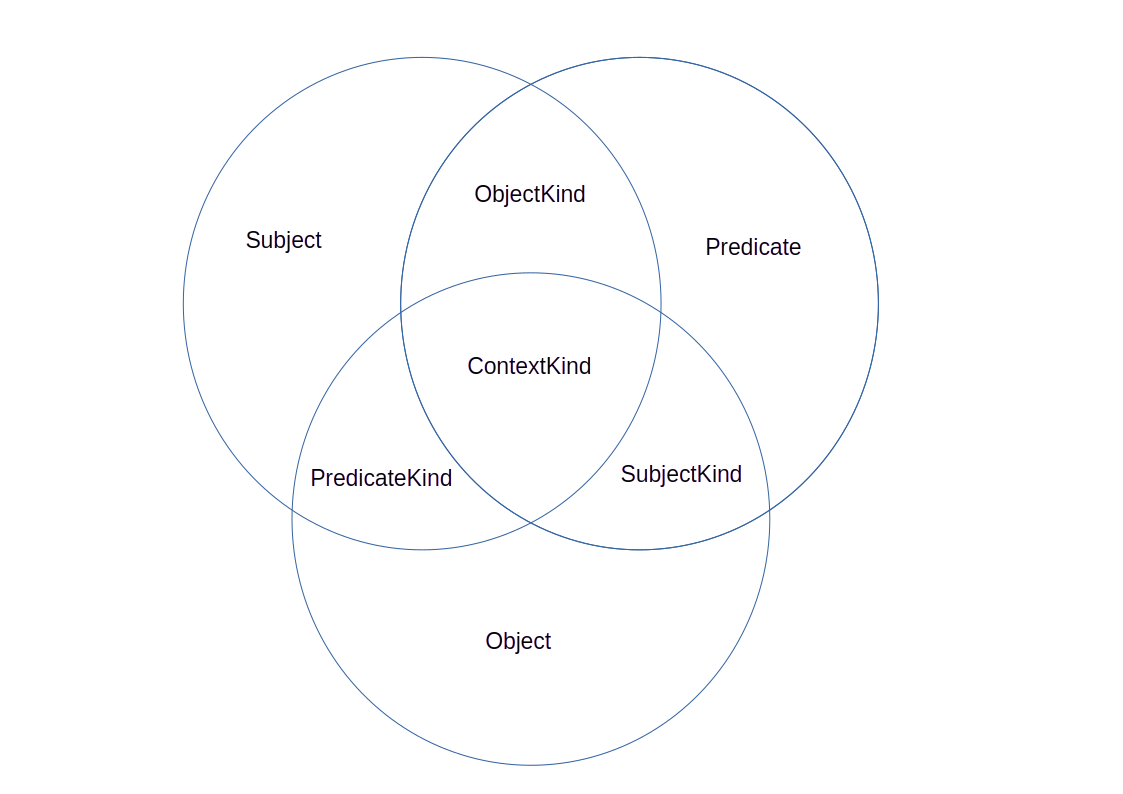 ObjectKind
Subject
Predicate
ContextKind
PredicateKind
SubjectKind
Object